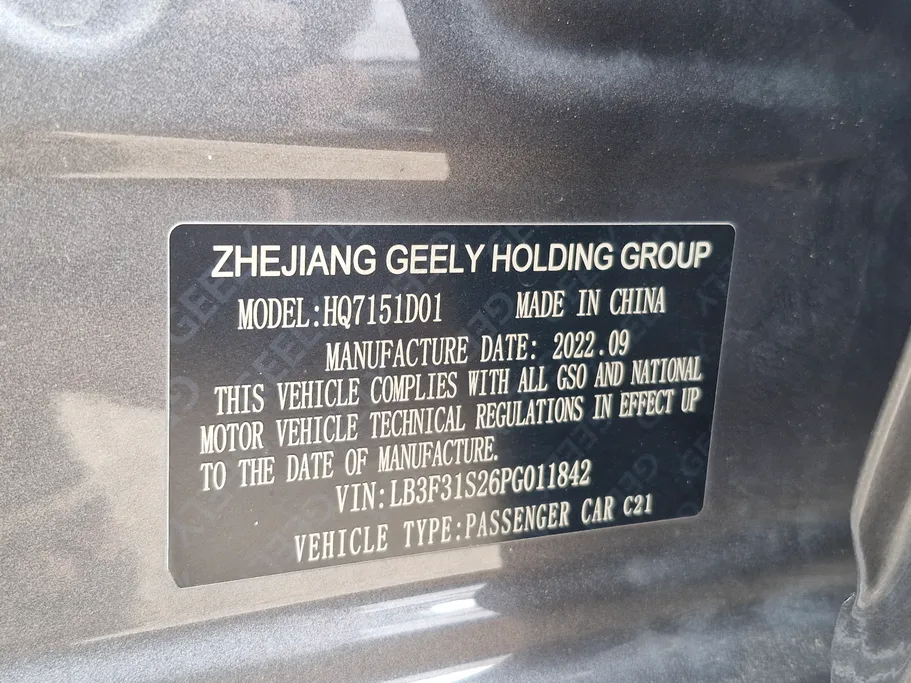 ZHEJIANG GEELY HOLDING GROUP
MODEL:HQ7151D01 MADE IN CHINA
MANUFACTURE DATE: 2022.09
THIS VEHICLE COMPLIES WITH ALL GSO AND NATIONAL
MOTOR VEHICLE TECHNICAL REGULATIONS IN EFFECT UP
TO THE DATE OF MANUFACTURE.
VIN:LB3F31S26PG011842
VEHICLE TYPE:PASSENGER CAR C21